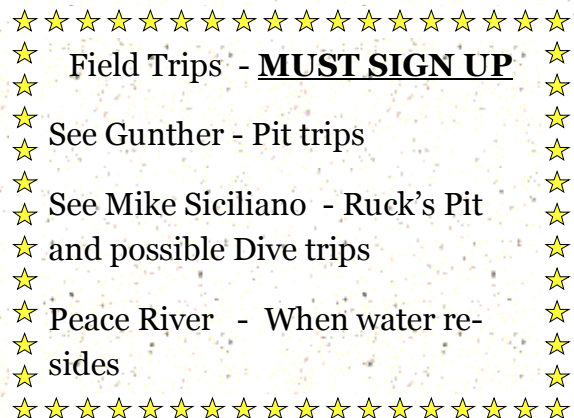 Field Trips - MUST SIGN UP
See Gunther - Pit trips
See Mike Siciliano - Ruck's Pit
and possible Dive trips
Peace River - When water re-
sides